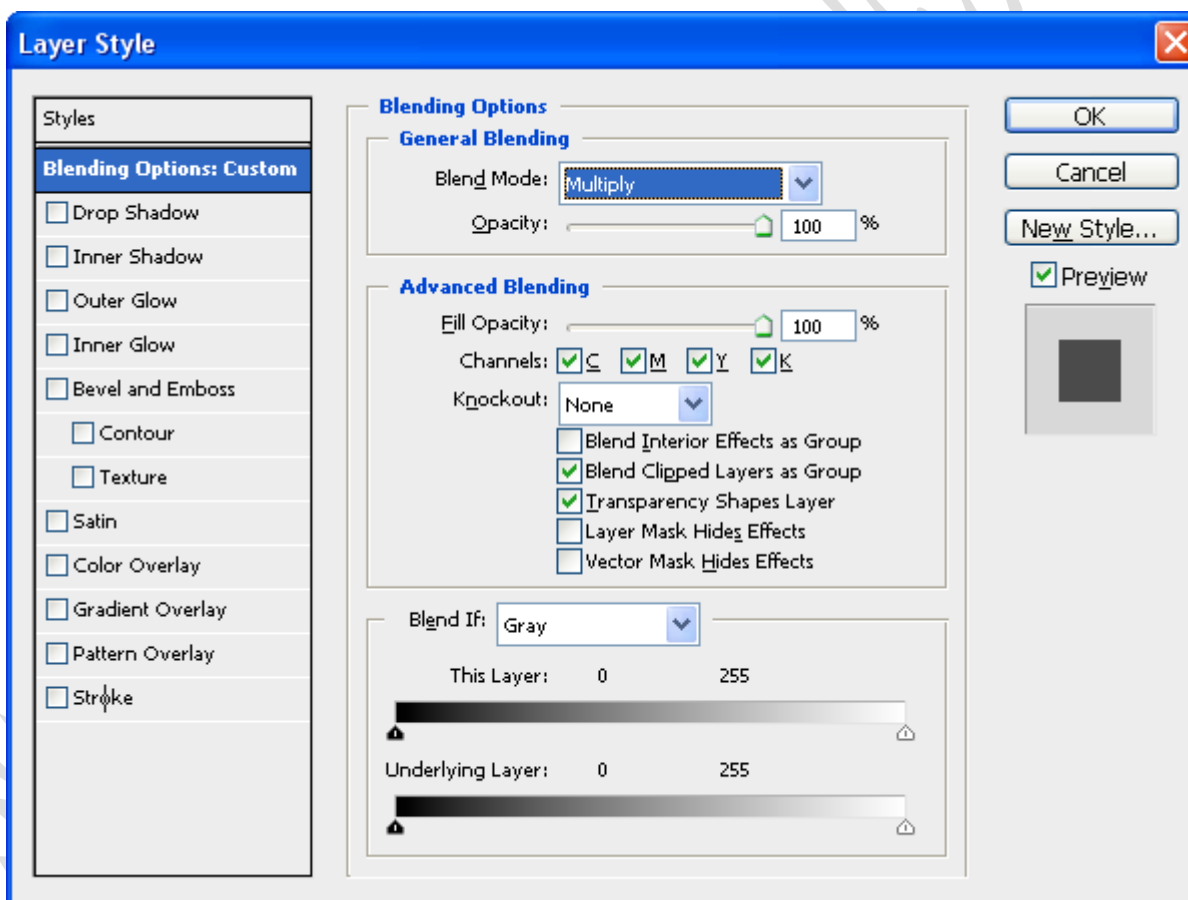 Layer Style
Styles
Blending Options: Custom
Drop Shadow
Inner Shadow
Outer Glow
Inner Glow
Bevel and Emboss
Contour
Texture
Satin
Color Overlay
Gradient Overlay
Pattern Overlay
Stroke
Blending Options
General Blending
Blend Mode: Multiply
Opacity: 100 %
Advanced Blending
Fill Opacity: 100 %
Channels: C M Y K
Knockout: None
Blend Interior Effects as Group
Blend Clipped Layers as Group
Transparency Shapes Layer
Layer Mask Hides Effects
Vector Mask Hides Effects
Blend If: Gray
This Layer: 0 255
Underlying Layer: 0 255
OK
Cancel
New Style...
Preview